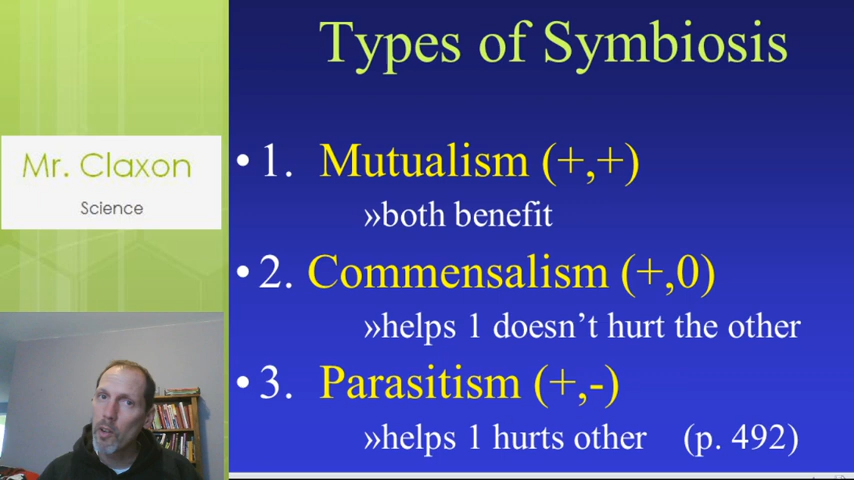 Types of Symbiosis
Mr. Claxon
Science
• 1. Mutualism (+,+)
»both benefit
• 2. Commensalism (+,0)
»helps 1 doesn’t hurt the other
• 3. Parasitism (+,-)
»helps 1 hurts other (p. 492)